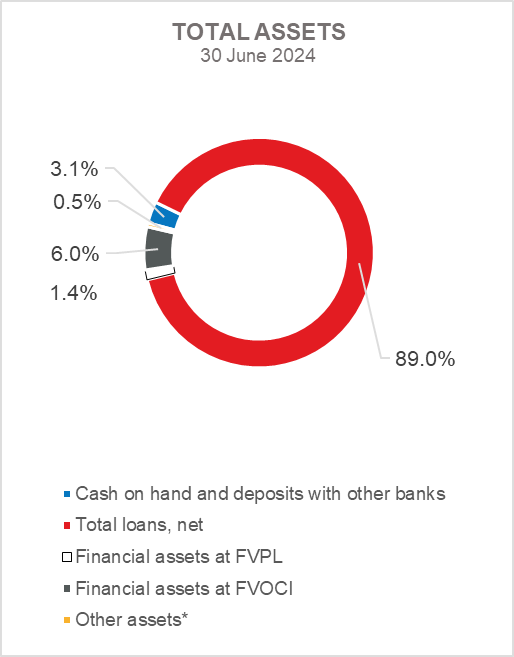 TOTAL ASSETS
30 June 2024
3.1%
0.5%
6.0%
1.4%
89.0%
Cash on hand and deposits with other banks
Total loans, net
Financial assets at FVPL
Financial assets at FVOCI
Other assets*